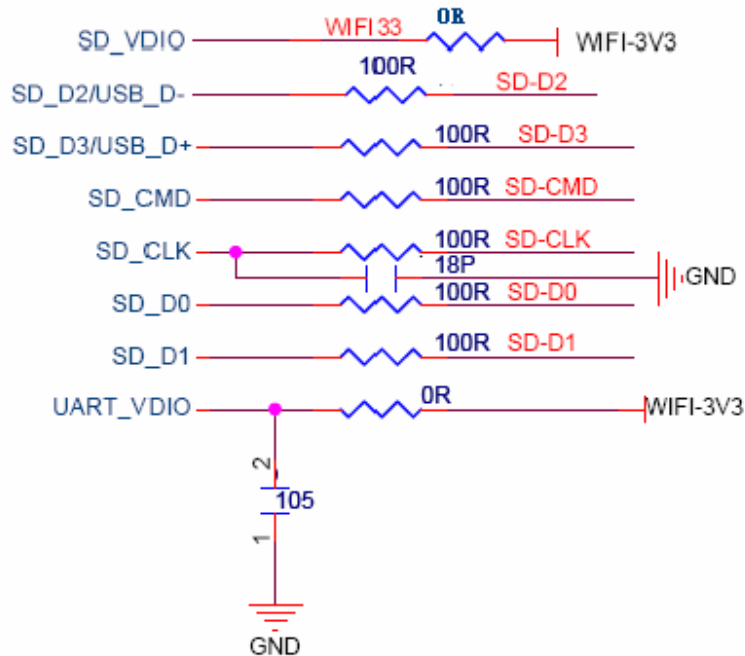 0R
SD_VDIO WIFI33 WIFI-3V3
100R
SD_D2/USB_D- SD-D2
SD_D3/USB_D+ 100R SD-D3
SD_CMD 100R SD-CMD
SD_CLK 100R SD-CLK
18P GND
SD_D0 100R SD-D0
SD_D1 100R SD-D1
UART_VDIO 0R WIFI-3V3
2
105
1
GND